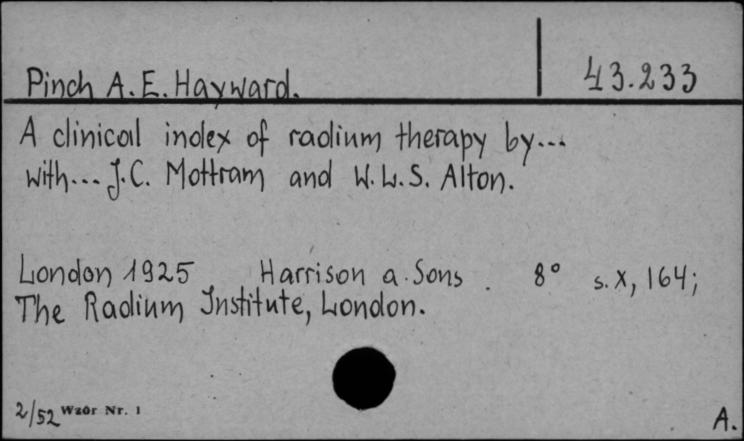 Pinch A. E. Hayward.
43.233
A clinical index of radium therapy by...
with... J.C. Mottram and W.L.S. Alton.
London 1925 Harrison a. Sons. 8° s. X, 164;
The Radium Institute, London.
2/52 Wzór Nr. 1
A.